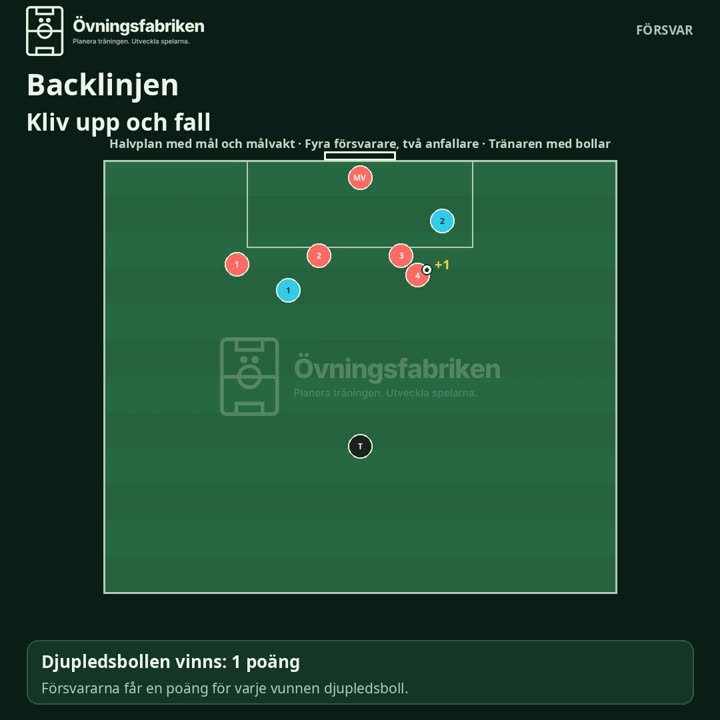 Övningsfabriken
Planera träningen. Utveckla spelarna.
FÖRSVAR
Backlinjen
Kliv upp och fall
Halvplan med mål och målvakt · Fyra försvarare, två anfallare · Tränaren med bollar
MV
2
2
3
1
4
+1
1
Övningsfabriken
Planera träningen. Utveckla spelarna.
T
Djupledsbollen vinns: 1 poäng
Försvararna får en poäng för varje vunnen djupledsboll.